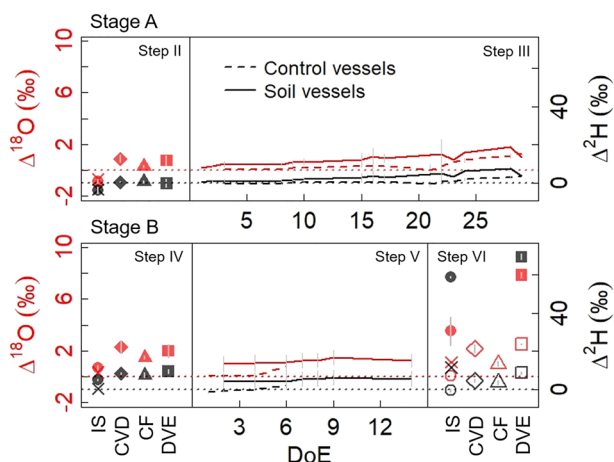 Stage A
Step II
Step III
Control vessels
Soil vessels
Δ18O (‰)
10
6
2
-2
Δ2H (‰)
40
0
5 10 15 20 25
Stage B
Step IV
Step V
Step VI
Δ18O (‰)
10
6
2
-2
Δ2H (‰)
40
0
IS CVD CF DVE
3 6 9 12
IS CVD CF DVE
DoE